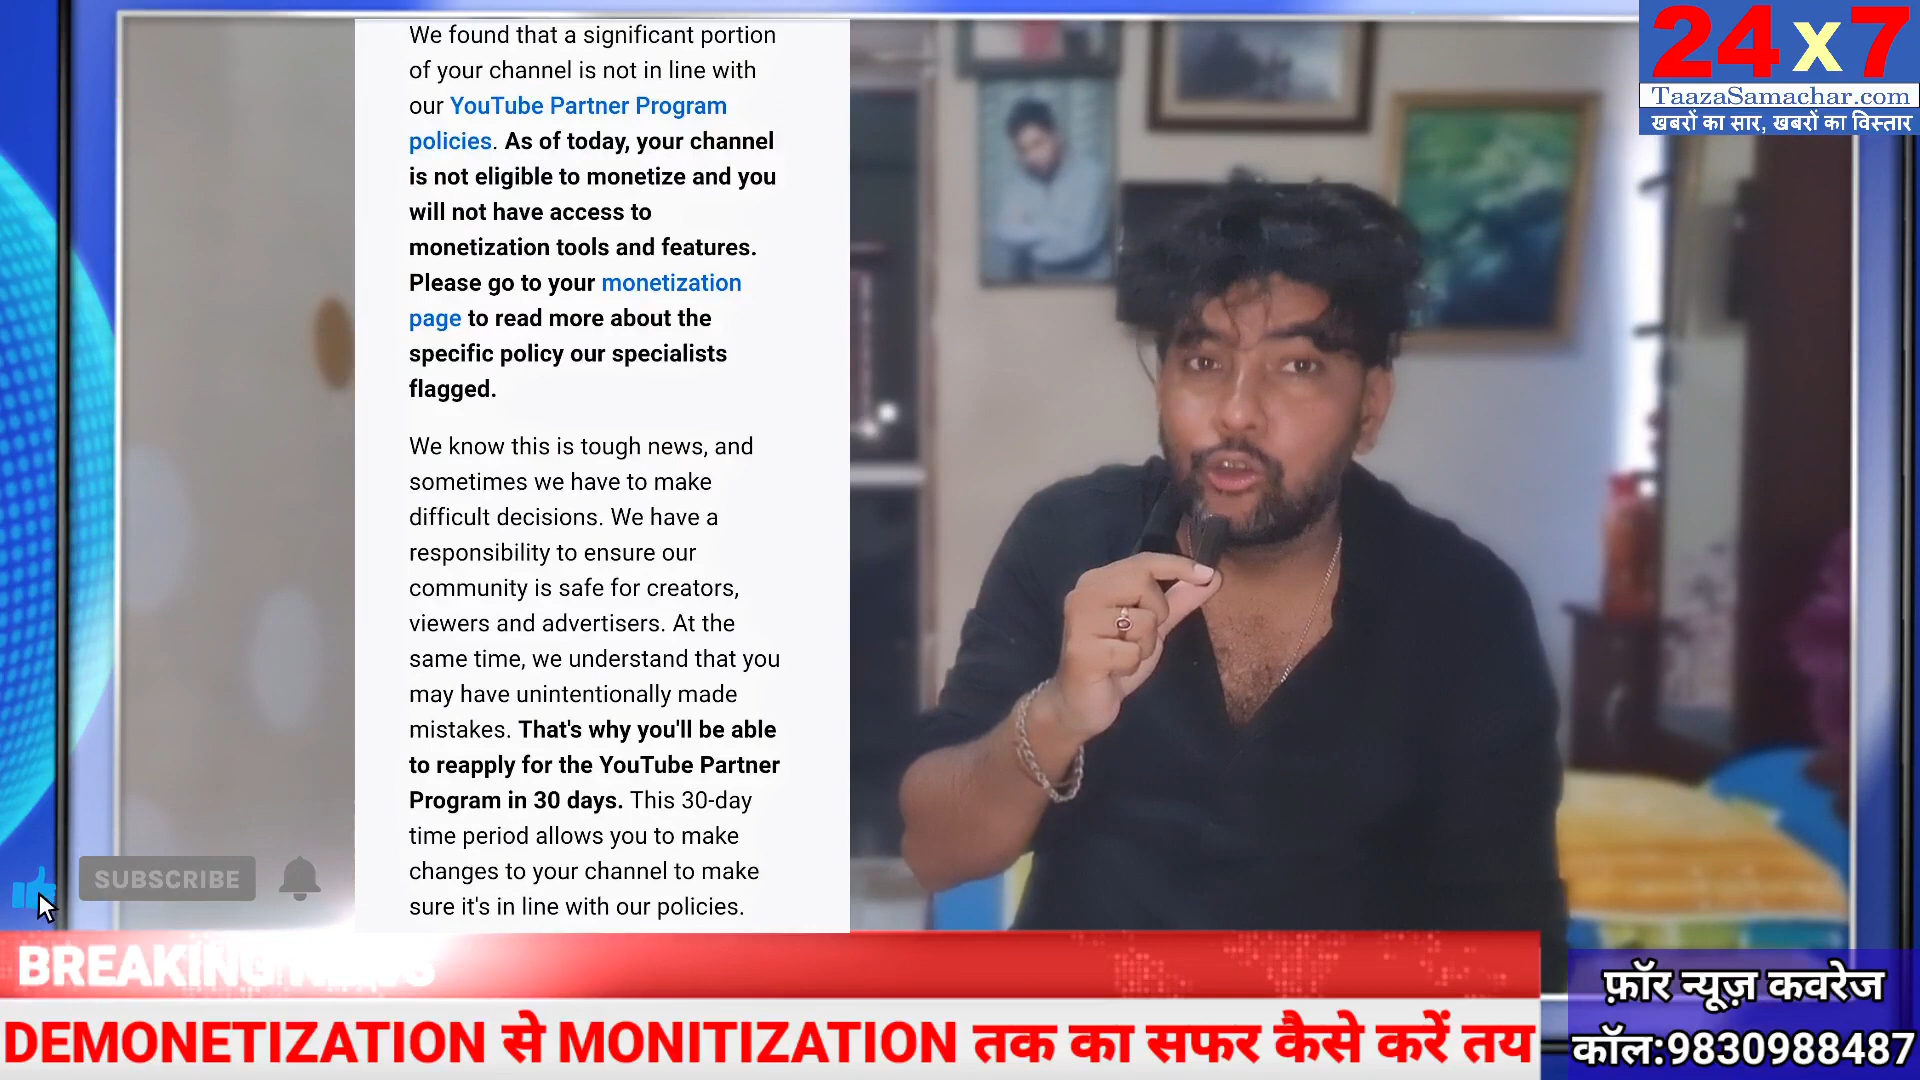 24x7
TaazaSamachar.com
खबरों का सार, खबरों का विस्तार
We found that a significant portion
of your channel is not in line with
our YouTube Partner Program
policies. As of today, your channel
is not eligible to monetize and you
will not have access to
monetization tools and features.
Please go to your monetization
page to read more about the
specific policy our specialists
flagged.
We know this is tough news, and
sometimes we have to make
difficult decisions. We have a
responsibility to ensure our
community is safe for creators,
viewers and advertisers. At the
same time, we understand that you
may have unintentionally made
mistakes. That's why you'll be able
to reapply for the YouTube Partner
Program in 30 days. This 30-day
time period allows you to make
changes to your channel to make
sure it's in line with our policies.
SUBSCRIBE
BREAKING NEWS
DEMONETIZATION से MONITIZATION तक का सफर कैसे करें तय
फ़ॉर न्यूज़ कवरेज
कॉल:9830988487